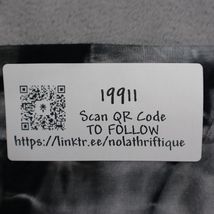 19911
Scan QR Code
TO FOLLOW
https://linktr.ee/nolathriftique